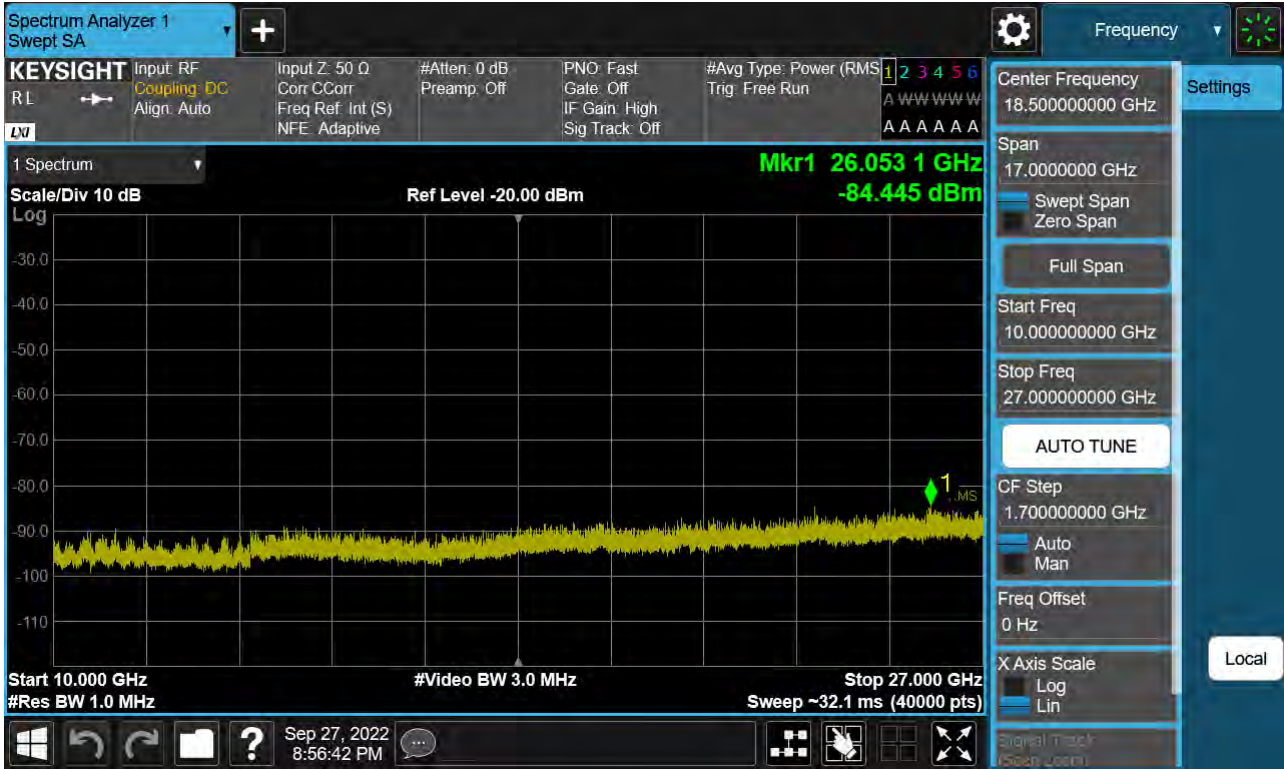 Spectrum Analyzer 1
Swept SA
+
Frequency
KEYSIGHT
R L
LXI
Input: RF
Coupling: DC
Align: Auto
Input Z: 50 Ω
Corr CCorr
Freq Ref: Int (S)
NFE: Adaptive
#Atten: 0 dB
Preamp: Off
PNO: Fast
Gate: Off
IF Gain: High
Sig Track: Off
#Avg Type: Power (RMS
Trig: Free Run
1 2 3 4 5 6
A W W W W W
A A A A A A
1 Spectrum
Scale/Div 10 dB
Ref Level -20.00 dBm
Mkr1 26.053 1 GHz
-84.445 dBm
Log
-30.0
-40.0
-50.0
-60.0
-70.0
-80.0
-90.0
-100
-110
1
Start 10.000 GHz
#Video BW 3.0 MHz
Stop 27.000 GHz
#Res BW 1.0 MHz
Sweep ~32.1 ms (40000 pts)
Center Frequency
18.500000000 GHz
Settings
Span
17.0000000 GHz
Swept Span
Zero Span
Full Span
Start Freq
10.000000000 GHz
Stop Freq
27.000000000 GHz
AUTO TUNE
CF Step
1.700000000 GHz
Auto
Man
Freq Offset
0 Hz
X Axis Scale
Log
Lin
Signal Track
(Span Zoom)
Local
?
Sep 27, 2022
8:56:42 PM